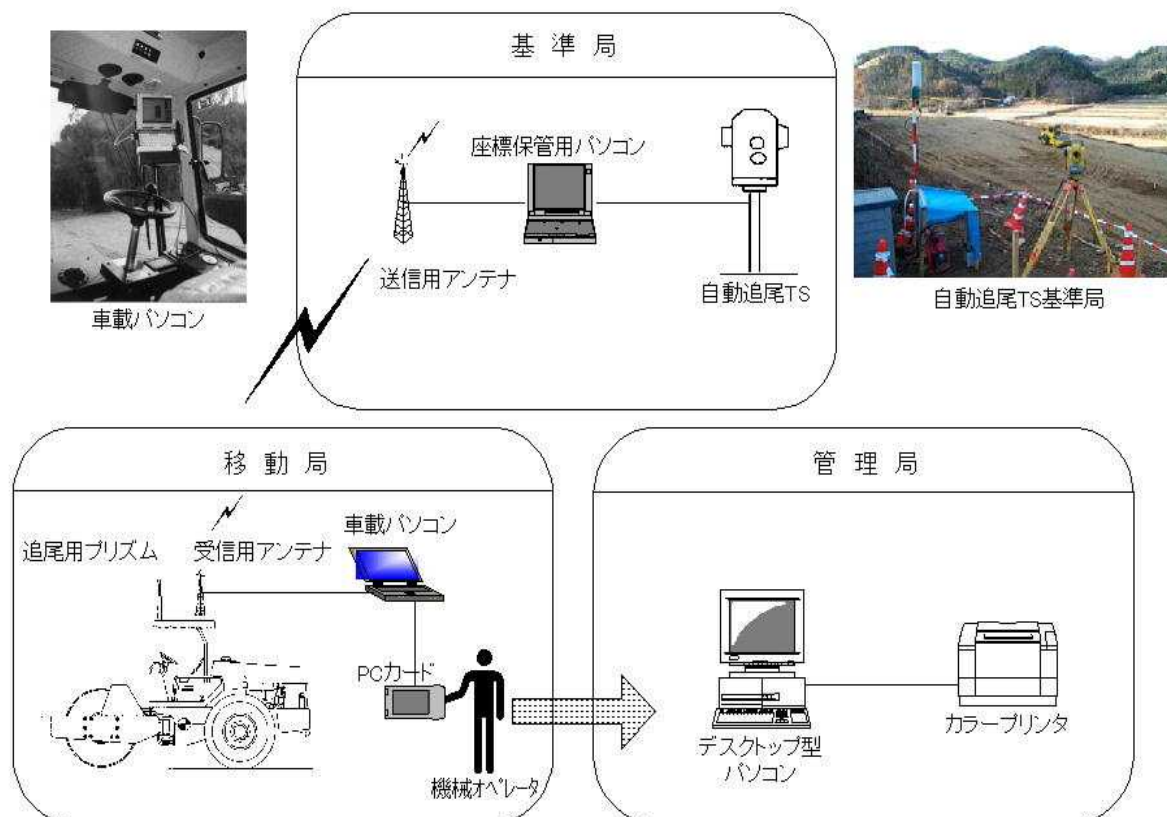 基準局
座標保管用パソコン
送信用アンテナ
自動追尾TS
車載パソコン
自動追尾TS基準局
移動局
追尾用プリズム
受信用アンテナ
車載パソコン
PCカード
機械オペレータ
管理局
デスクトップ型
パソコン
カラープリンタ